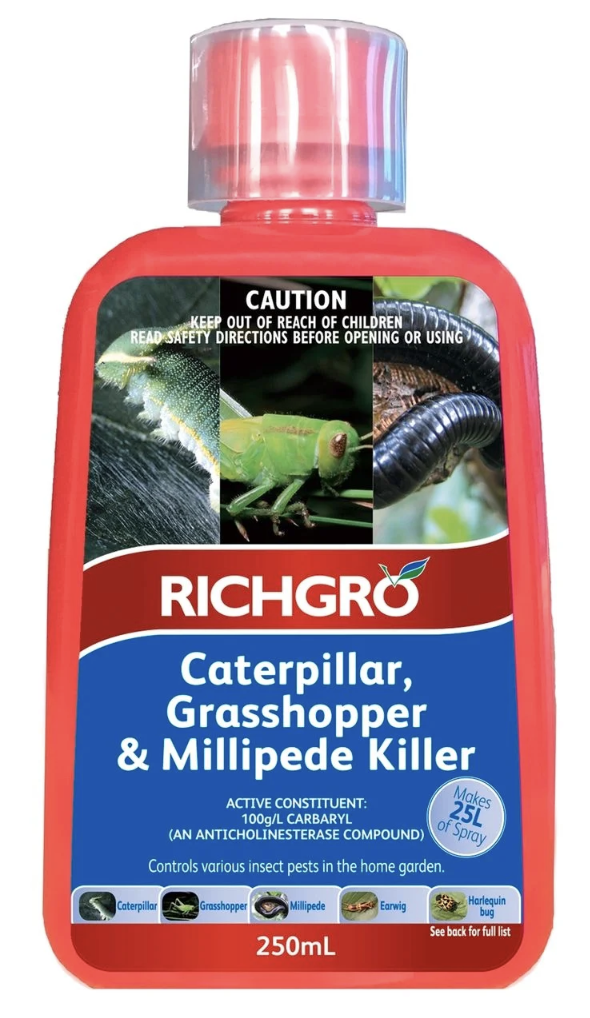 CAUTION
KEEP OUT OF REACH OF CHILDREN
READ SAFETY DIRECTIONS BEFORE OPENING OR USING
RICHGRO
Caterpillar,
Grasshopper
& Millipede Killer
ACTIVE CONSTITUENT:
100g/L CARBARYL
(AN ANTICHOLINESTERASE COMPOUND)
Makes
25L
of Spray
Controls various insect pests in the home garden.
Caterpillar
Grasshopper
Millipede
Earwig
Harlequin
bug
See back for full list
250mL